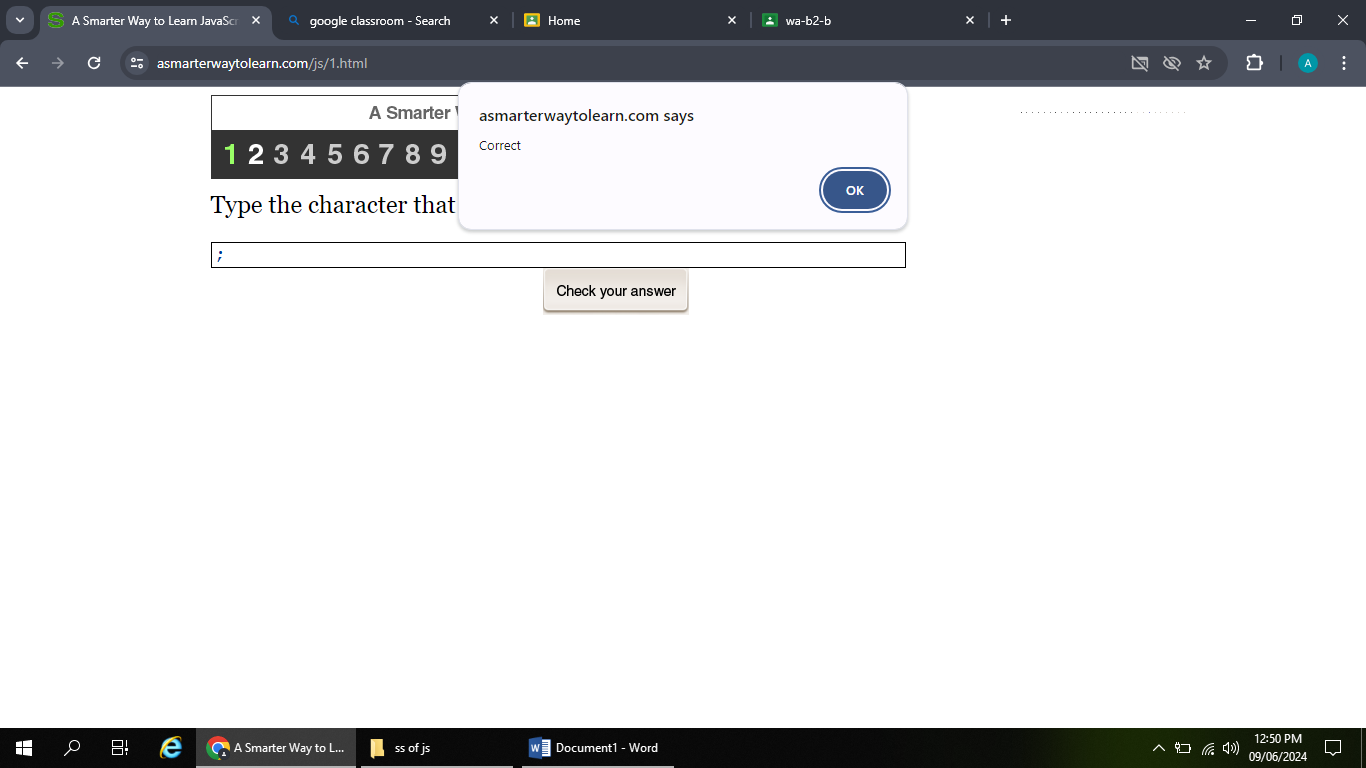 A Smarter Way to Learn JavaScr
google classroom - Search
Home
wa-b2-b
asmarterwaytolearn.com/js/1.html
A
A Smarter
1 2 3 4 5 6 7 8 9
asmarterwaytolearn.com says
Correct
OK
Type the character that
;
Check your answer
A Smarter Way to L...
ss of js
Document1 - Word
12:50 PM
09/06/2024